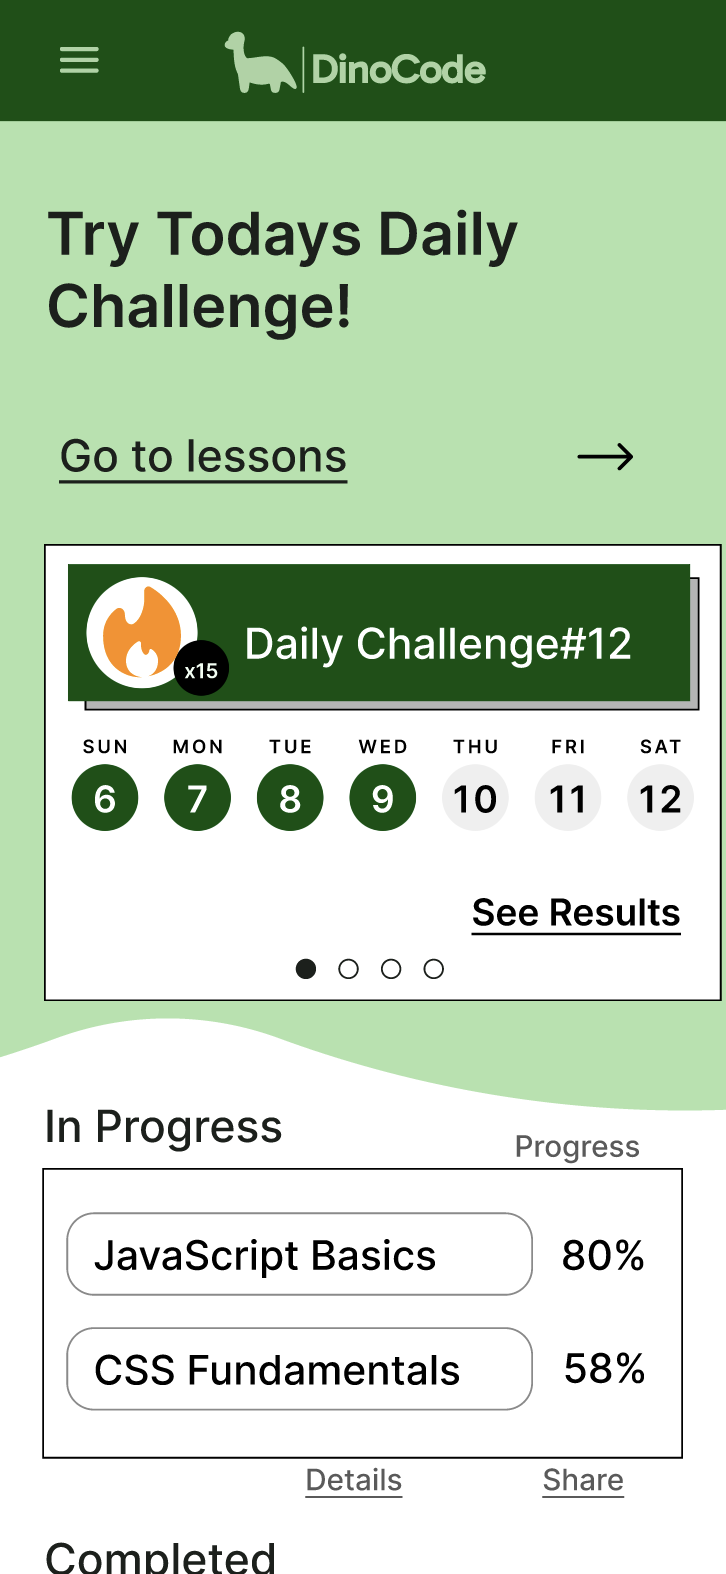 DinoCode
Try Todays Daily
Challenge!
Go to lessons
Daily Challenge#12
x15
SUN MON TUE WED THU FRI SAT
6 7 8 9 10 11 12
See Results
In Progress
Progress
JavaScript Basics 80%
CSS Fundamentals 58%
Details Share
Completed